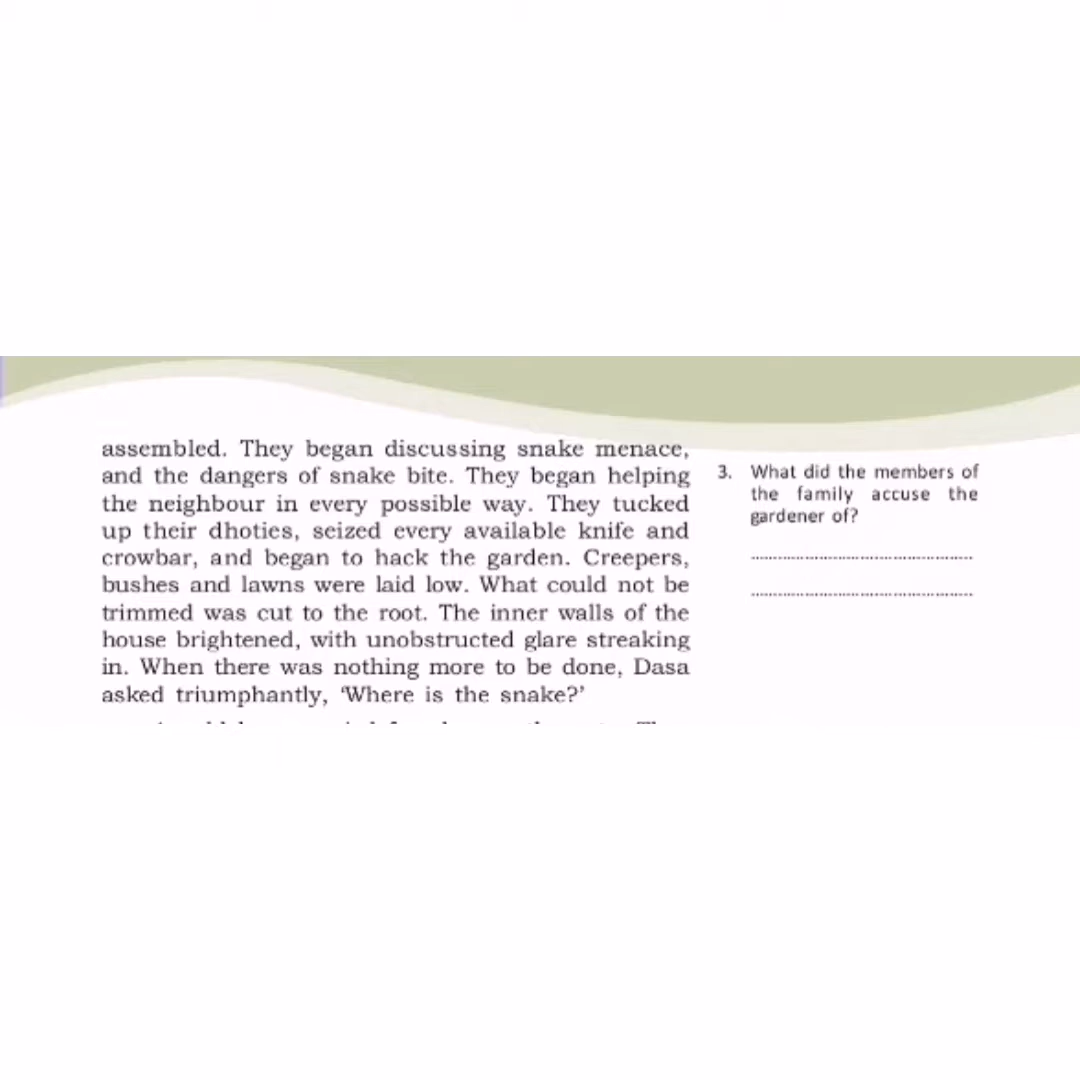 assembled. They began discussing snake menace,
and the dangers of snake bite. They began helping
the neighbour in every possible way. They tucked
up their dhoties, seized every available knife and
crowbar, and began to hack the garden. Creepers,
bushes and lawns were laid low. What could not be
trimmed was cut to the root. The inner walls of the
house brightened, with unobstructed glare streaking
in. When there was nothing more to be done, Dasa
asked triumphantly, ‘Where is the snake?’
3. What did the members of
the family accuse the
gardener of?